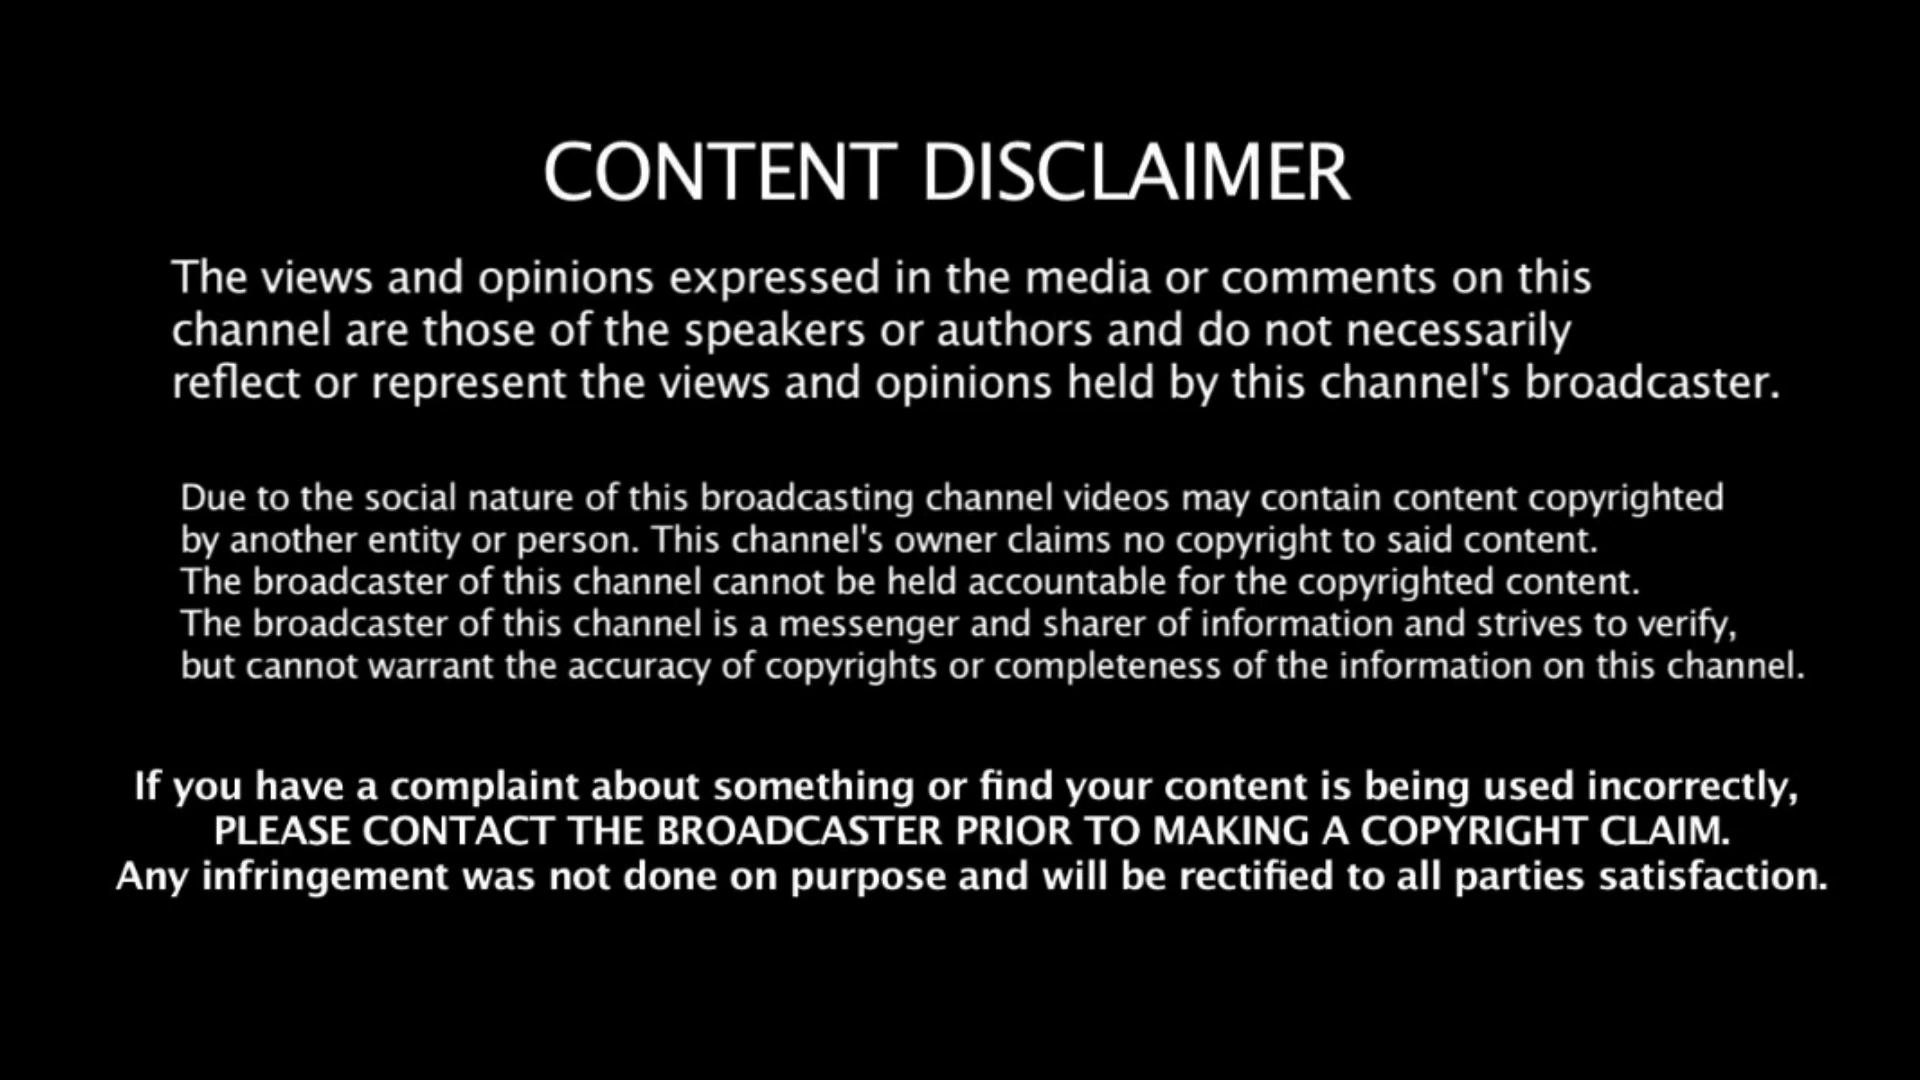 CONTENT DISCLAIMER
The views and opinions expressed in the media or comments on this
channel are those of the speakers or authors and do not necessarily
reflect or represent the views and opinions held by this channel's broadcaster.
Due to the social nature of this broadcasting channel videos may contain content copyrighted
by another entity or person. This channel's owner claims no copyright to said content.
The broadcaster of this channel cannot be held accountable for the copyrighted content.
The broadcaster of this channel is a messenger and sharer of information and strives to verify,
but cannot warrant the accuracy of copyrights or completeness of the information on this channel.
If you have a complaint about something or find your content is being used incorrectly,
PLEASE CONTACT THE BROADCASTER PRIOR TO MAKING A COPYRIGHT CLAIM.
Any infringement was not done on purpose and will be rectified to all parties satisfaction.